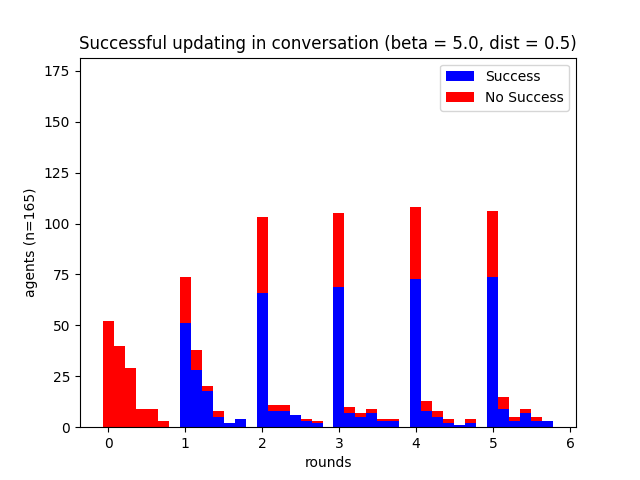 Successful updating in conversation (beta = 5.0, dist = 0.5)
Success
No Success
175
150
125
100
75
50
25
0
agents (n=165)
0 1 2 3 4 5 6
rounds